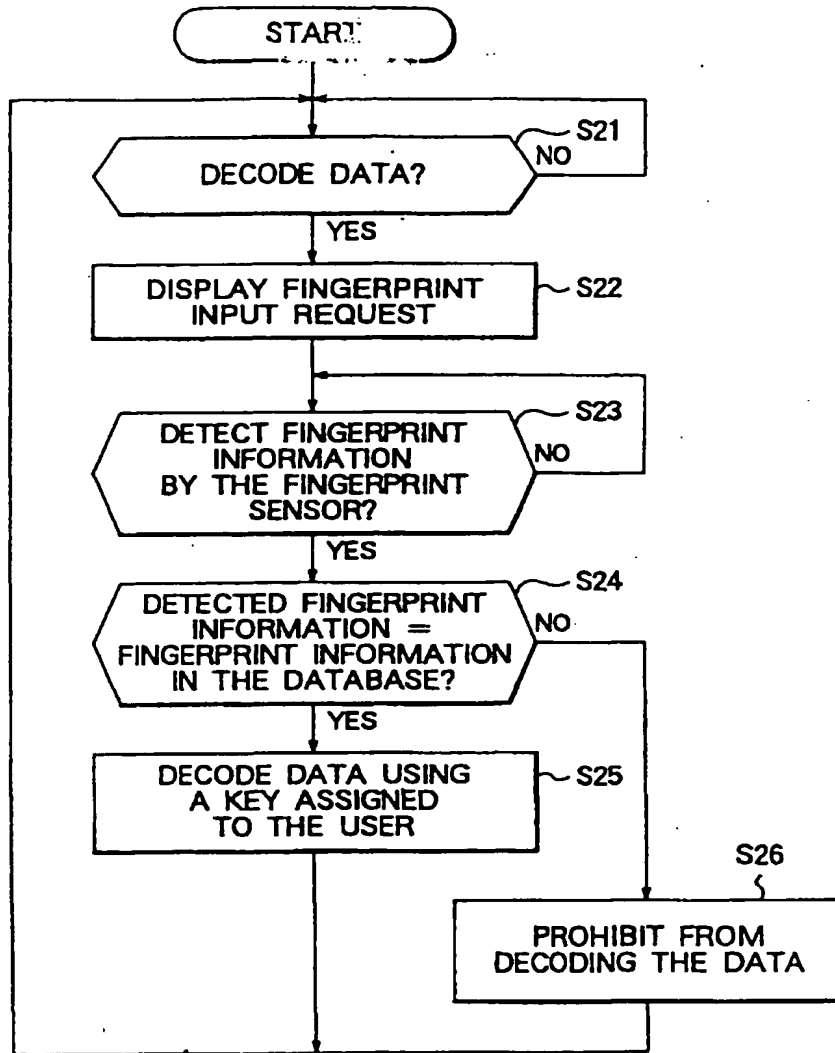 START
S21
NO
DECODE DATA?
YES
DISPLAY FINGERPRINT
INPUT REQUEST
S22
S23
NO
DETECT FINGERPRINT
INFORMATION
BY THE FINGERPRINT
SENSOR?
YES
S24
NO
DETECTED FINGERPRINT
INFORMATION =
FINGERPRINT INFORMATION
IN THE DATABASE?
YES
DECODE DATA USING
A KEY ASSIGNED
TO THE USER
S25
S26
PROHIBIT FROM
DECODING THE DATA